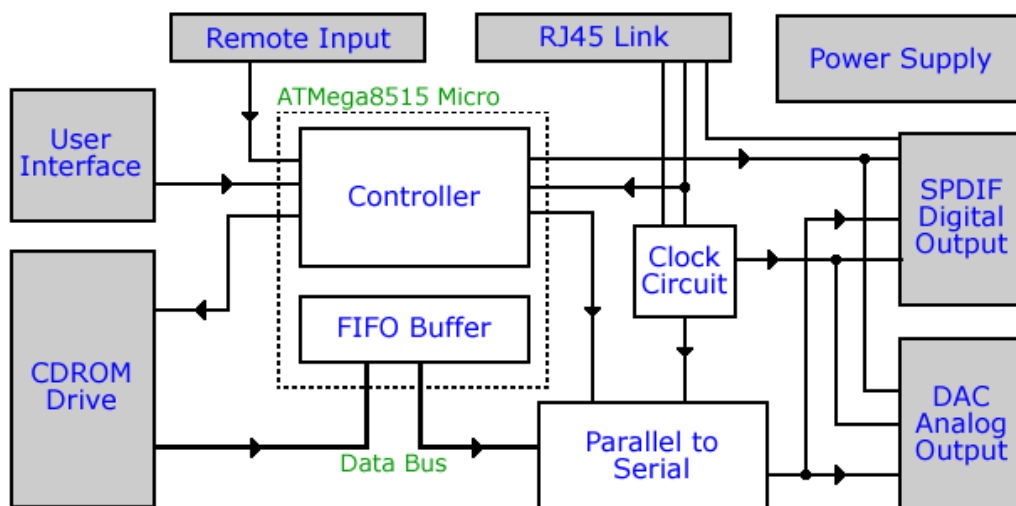 Remote Input
RJ45 Link
Power Supply
ATMega8515 Micro
User
Interface
Controller
SPDIF
Digital
Output
Clock
Circuit
FIFO Buffer
CDROM
Drive
DAC
Analog
Output
Parallel to
Serial
Data Bus